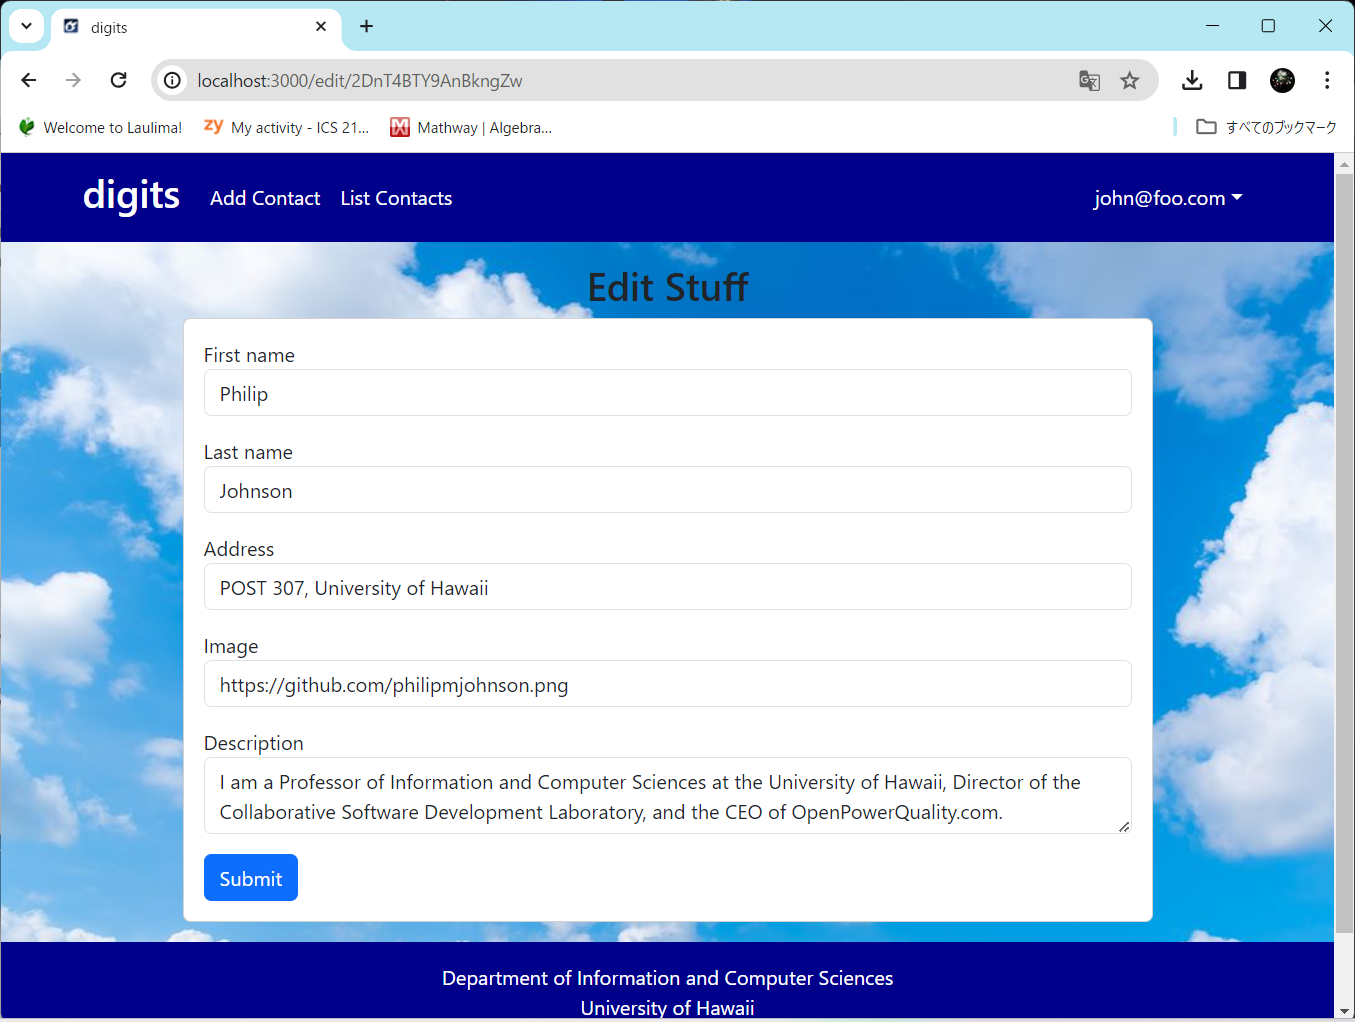 digits
localhost:3000/edit/2DnT4BTY9AnBkngZw
Welcome to Laulima!
zy
My activity - ICS 21...
Mathway | Algebra...
すべてのブックマーク
digits
Add Contact
List Contacts
john@foo.com
Edit Stuff
First name
Philip
Last name
Johnson
Address
POST 307, University of Hawaii
Image
https://github.com/philipmjohnson.png
Description
I am a Professor of Information and Computer Sciences at the University of Hawaii, Director of the
Collaborative Software Development Laboratory, and the CEO of OpenPowerQuality.com.
Submit
Department of Information and Computer Sciences
University of Hawaii